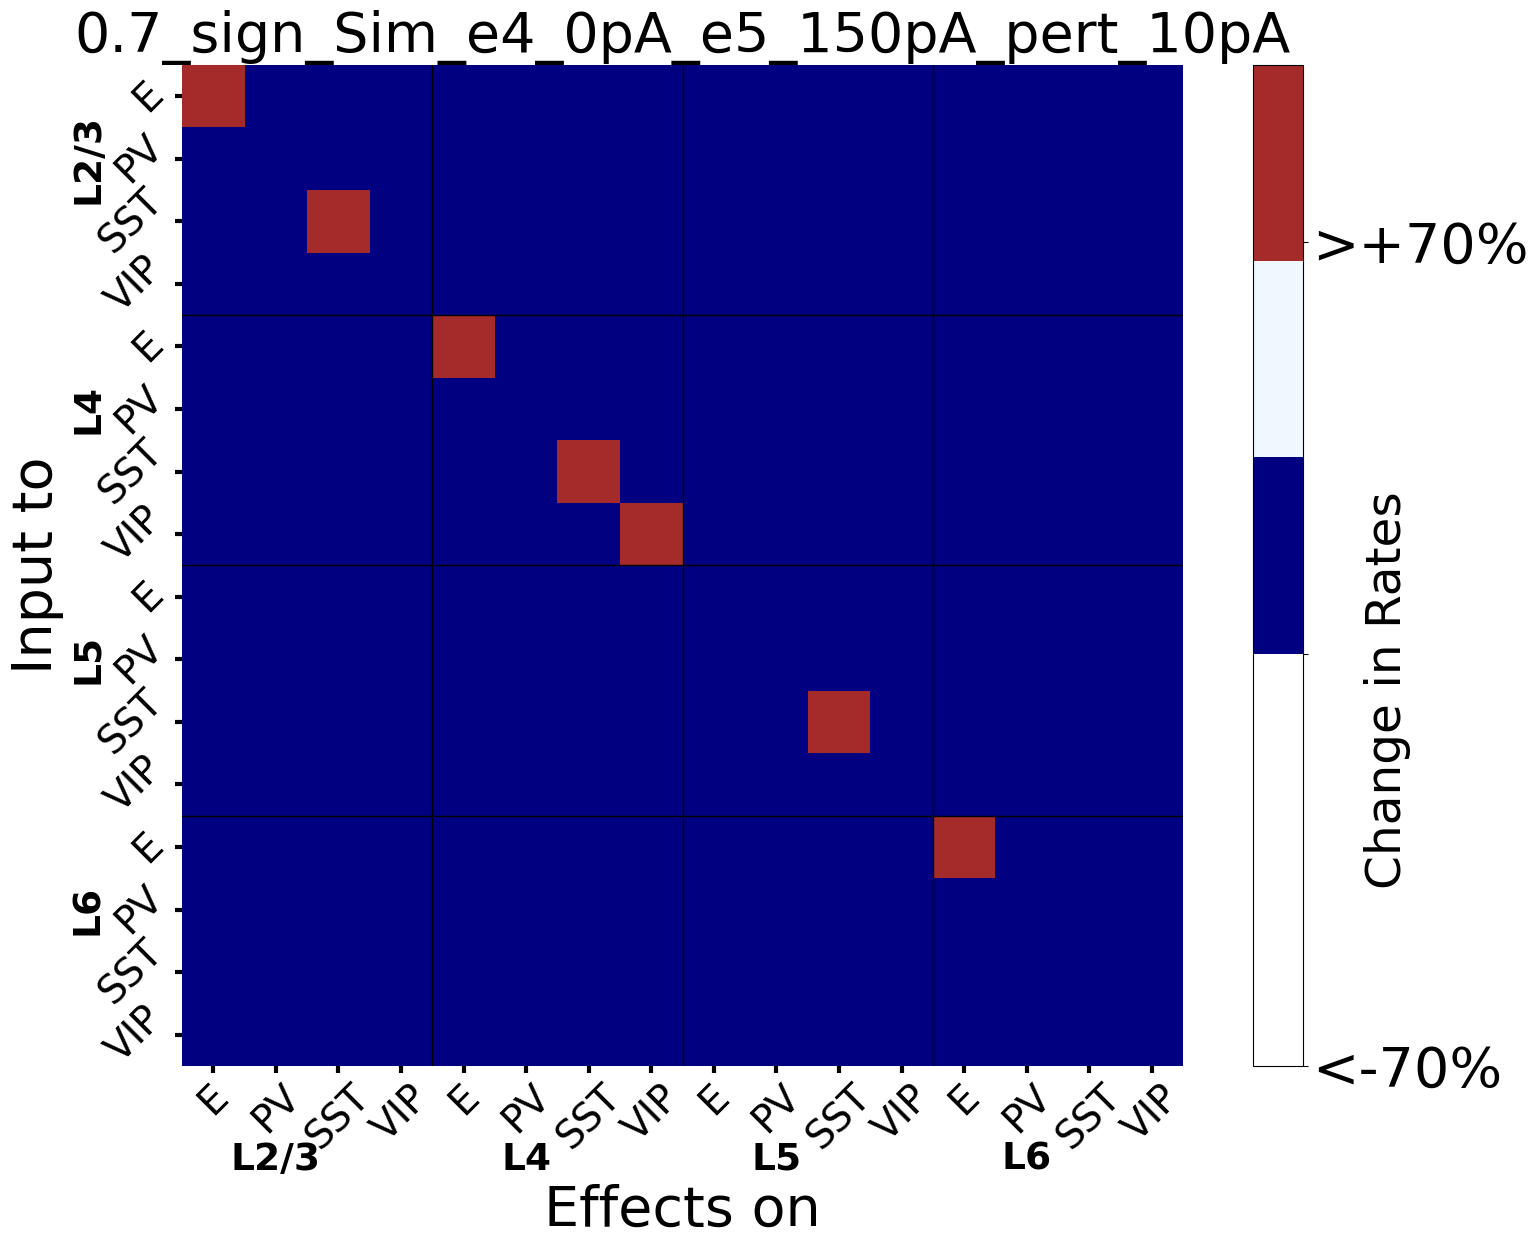 0.7_sign_Sim_e4_0pA_e5_150pA_pert_10pA
Input to
L2/3
E
PV
SST
VIP
L4
E
PV
SST
VIP
L5
E
PV
SST
VIP
L6
E
PV
SST
VIP
E PV SST VIP E PV SST VIP E PV SST VIP E PV SST VIP
L2/3 L4 L5 L6
Effects on
>+70%
<-70%
Change in Rates